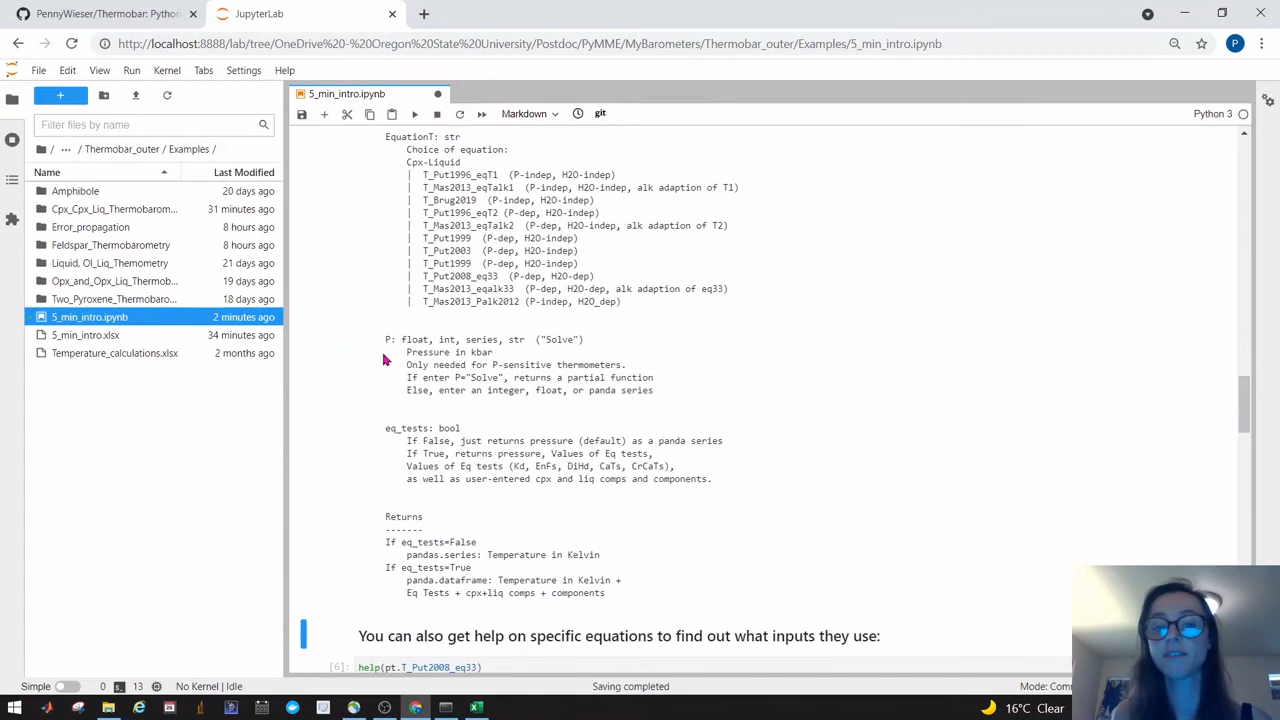 PennyWieser/Thermobar: Python
JupyterLab
http://localhost:8888/lab/tree/OneDrive%20-%20Oregon%20State%20University/Postdoc/PyMME/MyBarometers/Thermobar_outer/Examples/5_min_intro.ipynb
P
File Edit View Run Kernel Tabs Settings Help
5_min_intro.ipynb
Markdown
git
Python 3
Filter files by name
… / Thermobar_outer / Examples /
Name Last Modified
Amphibole 20 days ago
Cpx_Cpx_Liq_Thermobarom... 31 minutes ago
Error_propagation 8 hours ago
Feldspar_Thermobarometry 8 hours ago
Liquid, Ol_Liq_Themometry 21 days ago
Opx_and_Opx_Liq_Thermob... 19 days ago
Two_Pyroxene_Thermobaro... 18 days ago
5_min_intro.ipynb 2 minutes ago
5_min_intro.xlsx 34 minutes ago
Temperature_calculations.xlsx 2 months ago
EquationT: str
Choice of equation:
Cpx-Liquid
| T_Put1996_eqT1 (P-indep, H2O-indep)
| T_Mas2013_eqTalk1 (P-indep, H2O-indep, alk adaption of T1)
| T_Brug2019 (P-indep, H2O-indep)
| T_Put1996_eqT2 (P-dep, H2O-indep)
| T_Mas2013_eqTalk2 (P-dep, H2O-indep, alk adaption of T2)
| T_Put1999 (P-dep, H2O-indep)
| T_Put2003 (P-dep, H2O-indep)
| T_Put1999 (P-dep, H2O-indep)
| T_Put2008_eq33 (P-dep, H2O-dep)
| T_Mas2013_eqalk33 (P-dep, H2O-dep, alk adaption of eq33)
| T_Mas2013_Palk2012 (P-indep, H2O_dep)
P: float, int, series, str ("Solve")
Pressure in kbar
Only needed for P-sensitive thermometers.
If enter P="Solve", returns a partial function
Else, enter an integer, float, or panda series
eq_tests: bool
If False, just returns pressure (default) as a panda series
If True, returns pressure, Values of Eq tests,
Values of Eq tests (Kd, EnFs, DiHd, CaTs, CrCaTs),
as well as user-entered cpx and liq comps and components.
Returns
-------
If eq_tests=False
pandas.series: Temperature in Kelvin
If eq_tests=True
panda.dataframe: Temperature in Kelvin +
Eq Tests + cpx+liq comps + components
You can also get help on specific equations to find out what inputs they use:
[6]: help(pt.T_Put2008_eq33)
Simple 0 13 No Kernel | Idle
Saving completed
Mode: Com
16°C Clear